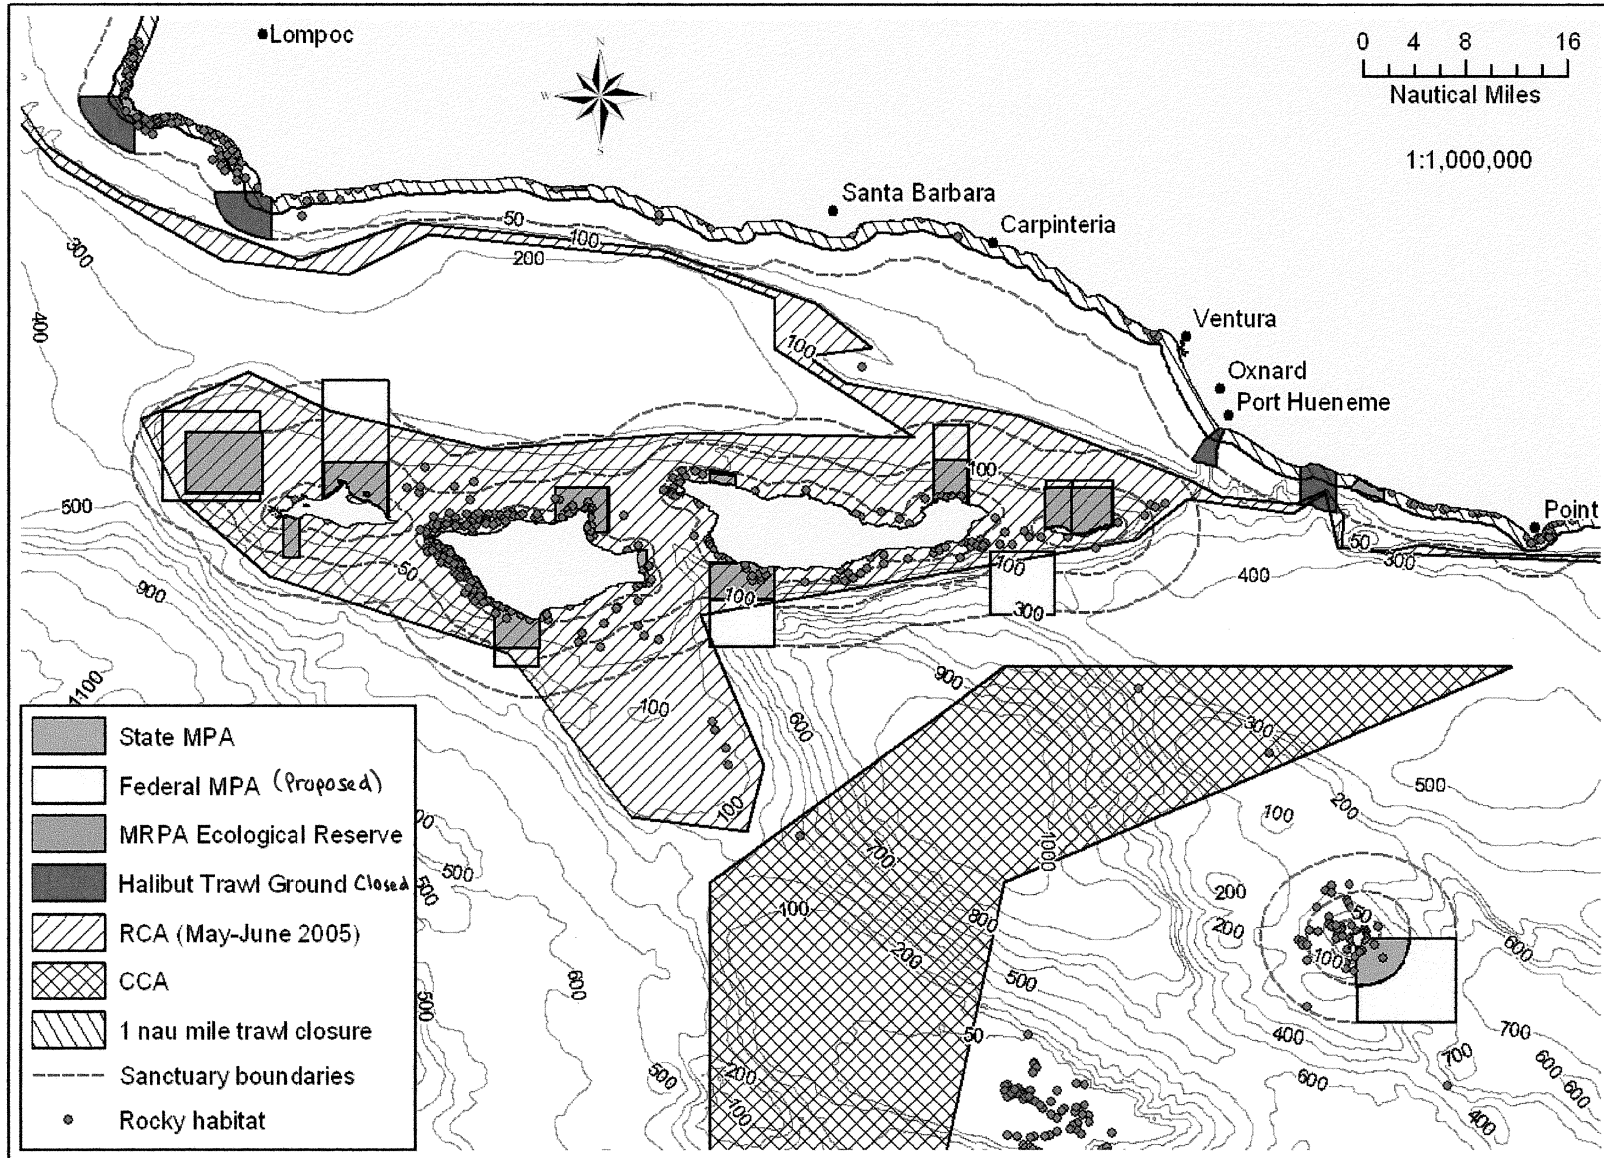 Lompoc
N
W E
S
0 4 8 16
Nautical Miles
1:1,000,000
Santa Barbara
Carpinteria
50
100
200
300
400
Ventura
100
Oxnard
Port Hueneme
Point
500
900
50
100
100
100
300
400
50
300
1100
100
600
900
300
200
500
100
100
700
1000
200
200
50
100
600
100
800
200
500
50
400
700
700
600
600
600
400
500
200
100
600
500
500
500
00
State MPA
Federal MPA (Proposed)
MRPA Ecological Reserve
Halibut Trawl Ground Closed
RCA (May-June 2005)
CCA
1 nau mile trawl closure
Sanctuary boundaries
Rocky habitat